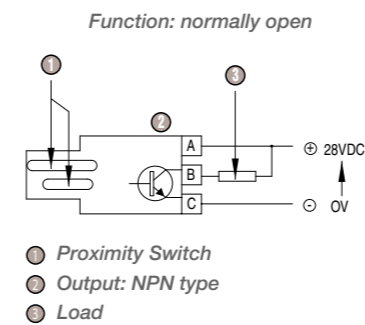 Function: normally open
1
3
2
A
⊕ 28VDC
B
C
⊖ 0V
1 Proximity Switch
2 Output: NPN type
3 Load